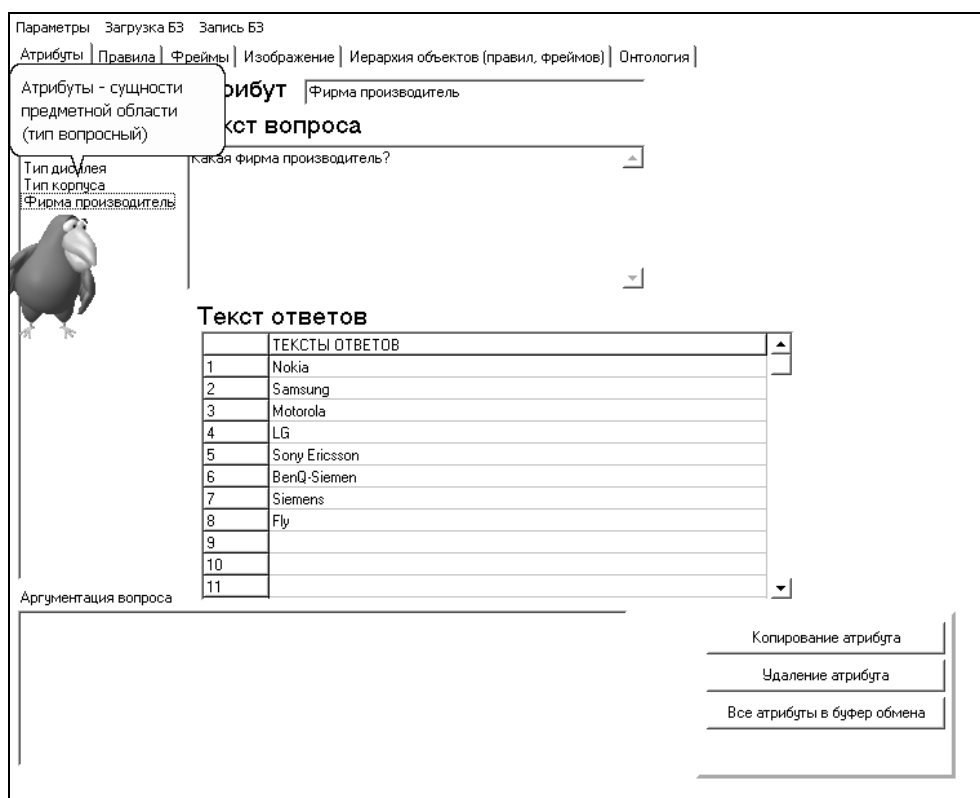 Параметры Загрузка БЗ Запись БЗ
Атрибуты Правила Фреймы Изображение Иерархия объектов (правил, фреймов) Онтология
Атрибуты - сущности
предметной области
(тип вопросный)
рибут Фирма производитель
кст вопроса
Какая фирма производитель?
Тип дисплея
Тип корпуса
Фирма производитель
Текст ответов
ТЕКСТЫ ОТВЕТОВ
1 Nokia
2 Samsung
3 Motorola
4 LG
5 Sony Ericsson
6 BenQ-Siemen
7 Siemens
8 Fly
9
10
11
Аргументация вопроса
Копирование атрибута
Удаление атрибута
Все атрибуты в буфер обмена